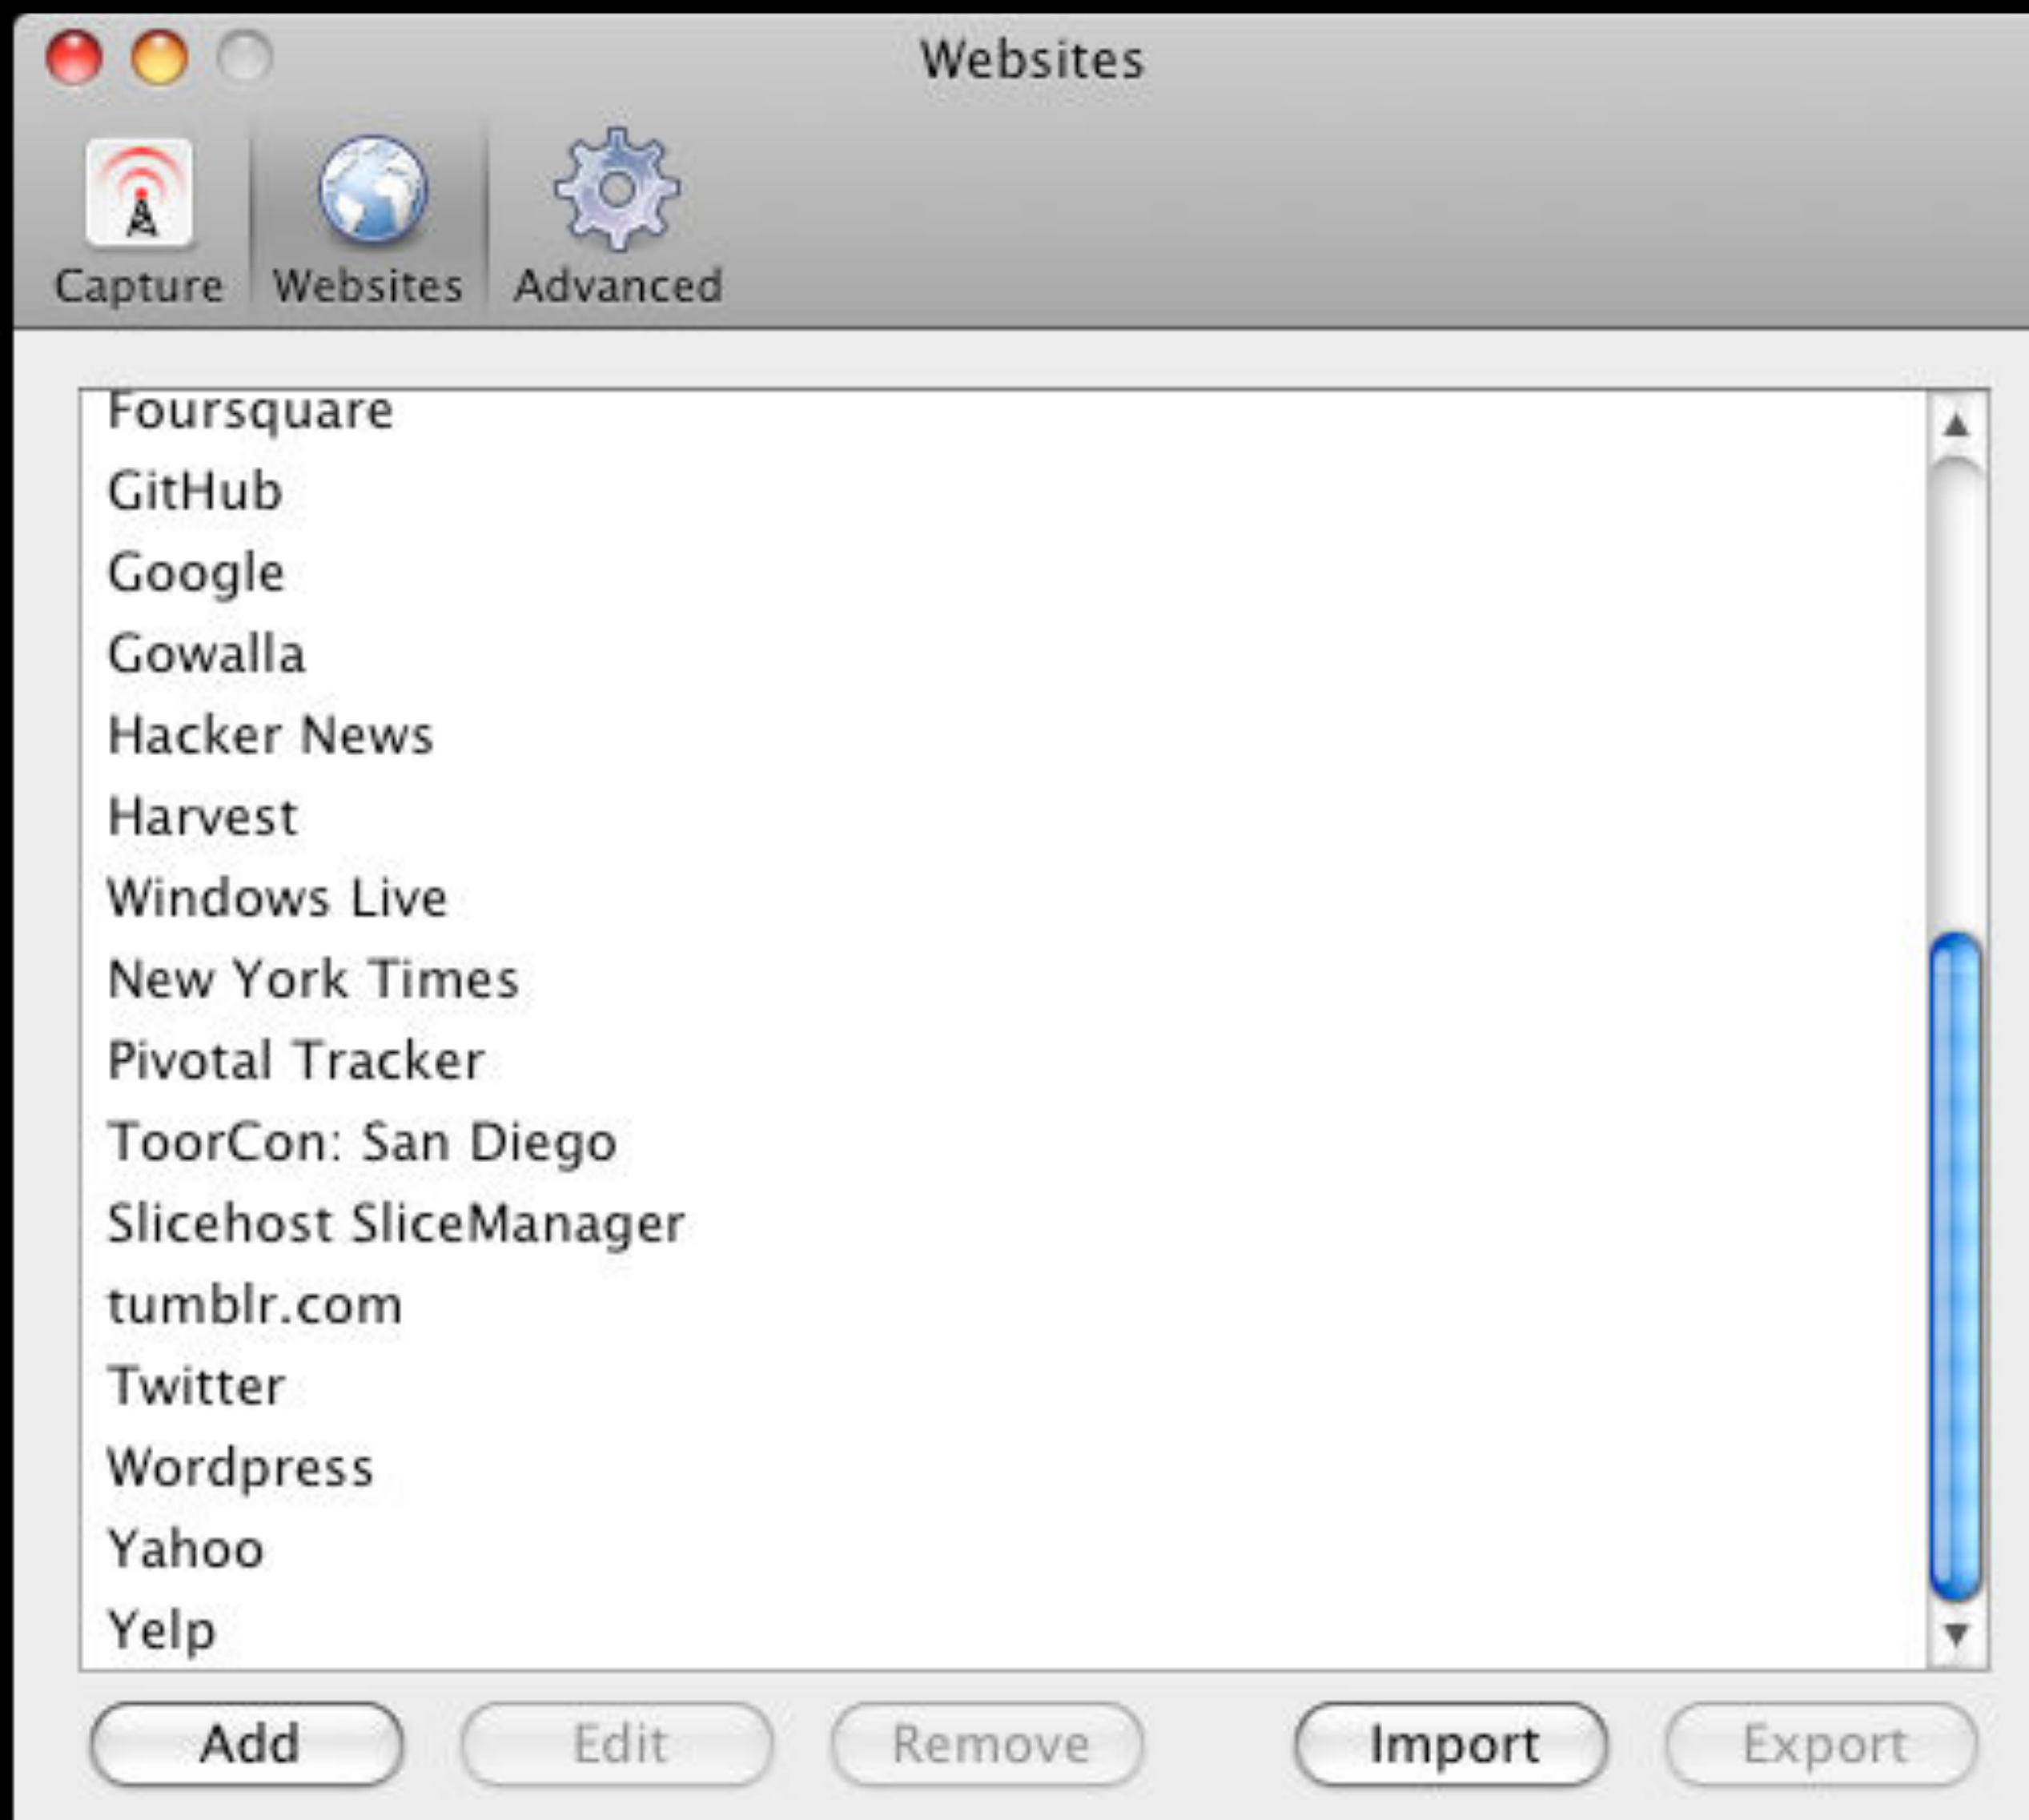 Websites
Capture Websites Advanced
Foursquare
GitHub
Google
Gowalla
Hacker News
Harvest
Windows Live
New York Times
Pivotal Tracker
ToorCon: San Diego
Slicehost SliceManager
tumblr.com
Twitter
Wordpress
Yahoo
Yelp
Add Edit Remove Import Export